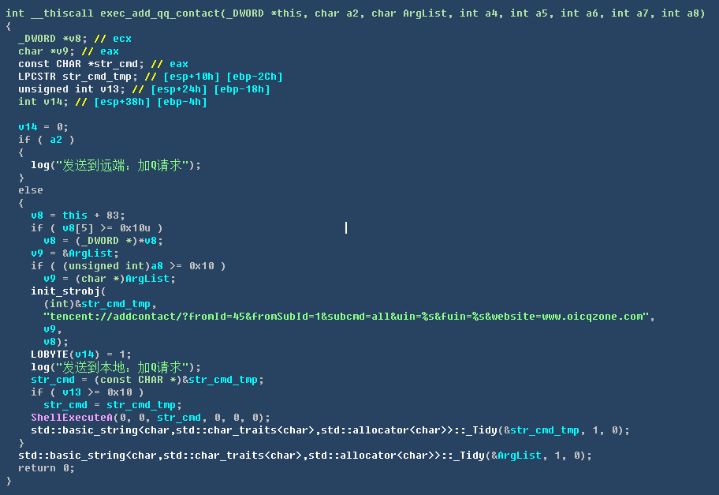 int __thiscall exec_add_qq_contact(_DWORD *this, char a2, char ArgList, int a4, int a5, int a6, int a7, int a8)
{
  _DWORD *v8; // ecx
  char *v9; // eax
  const CHAR *str_cmd; // eax
  LPCSTR str_cmd_tmp; // [esp+10h] [ebp-2Ch]
  unsigned int v13; // [esp+24h] [ebp-18h]
  int v14; // [esp+38h] [ebp-4h]

  v14 = 0;
  if ( a2 )
  {
    log("发送到远端：加Q请求");
  }
  else
  {
    v8 = this + 83;
    if ( v8[5] >= 0x10u )
      v8 = (_DWORD *)*v8;
    v9 = &ArgList;
    if ( (unsigned int)a8 >= 0x10 )
      v9 = (char *)ArgList;
    init_strobj(
      (int)&str_cmd_tmp,
      "tencent://addcontact/?fromId=45&fromSubId=1&subcmd=all&uin=%s&fuin=%s&website=www.oicqzone.com",
      v9,
      v8);
    LOBYTE(v14) = 1;
    log("发送到本地：加Q请求");
    str_cmd = (const CHAR *)&str_cmd_tmp;
    if ( v13 >= 0x10 )
      str_cmd = str_cmd_tmp;
    ShellExecuteA(0, 0, str_cmd, 0, 0, 0);
    std::basic_string<char,std::char_traits<char>,std::allocator<char>>::_Tidy(&str_cmd_tmp, 1, 0);
  }
  std::basic_string<char,std::char_traits<char>,std::allocator<char>>::_Tidy(&ArgList, 1, 0);
  return 0;
}